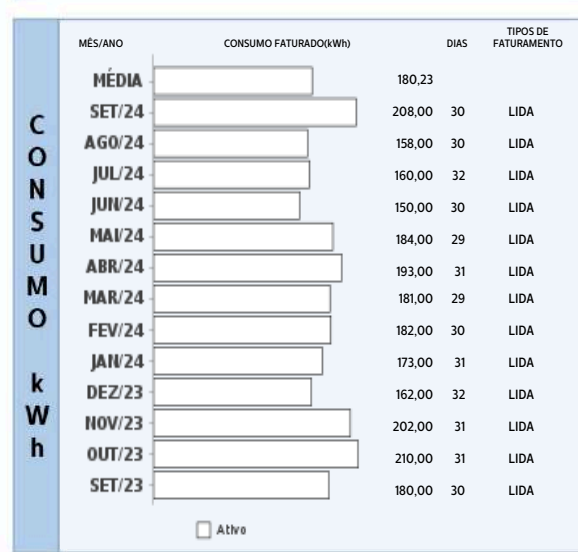 MÊS/ANO CONSUMO FATURADO(kWh) DIAS TIPOS DE FATURAMENTO
CONSUMO kWh
MÉDIA 180,23
SET/24 208,00 30 LIDA
AGO/24 158,00 30 LIDA
JUL/24 160,00 32 LIDA
JUN/24 150,00 30 LIDA
MAI/24 184,00 29 LIDA
ABR/24 193,00 31 LIDA
MAR/24 181,00 29 LIDA
FEV/24 182,00 30 LIDA
JAN/24 173,00 31 LIDA
DEZ/23 162,00 32 LIDA
NOV/23 202,00 31 LIDA
OUT/23 210,00 31 LIDA
SET/23 180,00 30 LIDA
Ativo